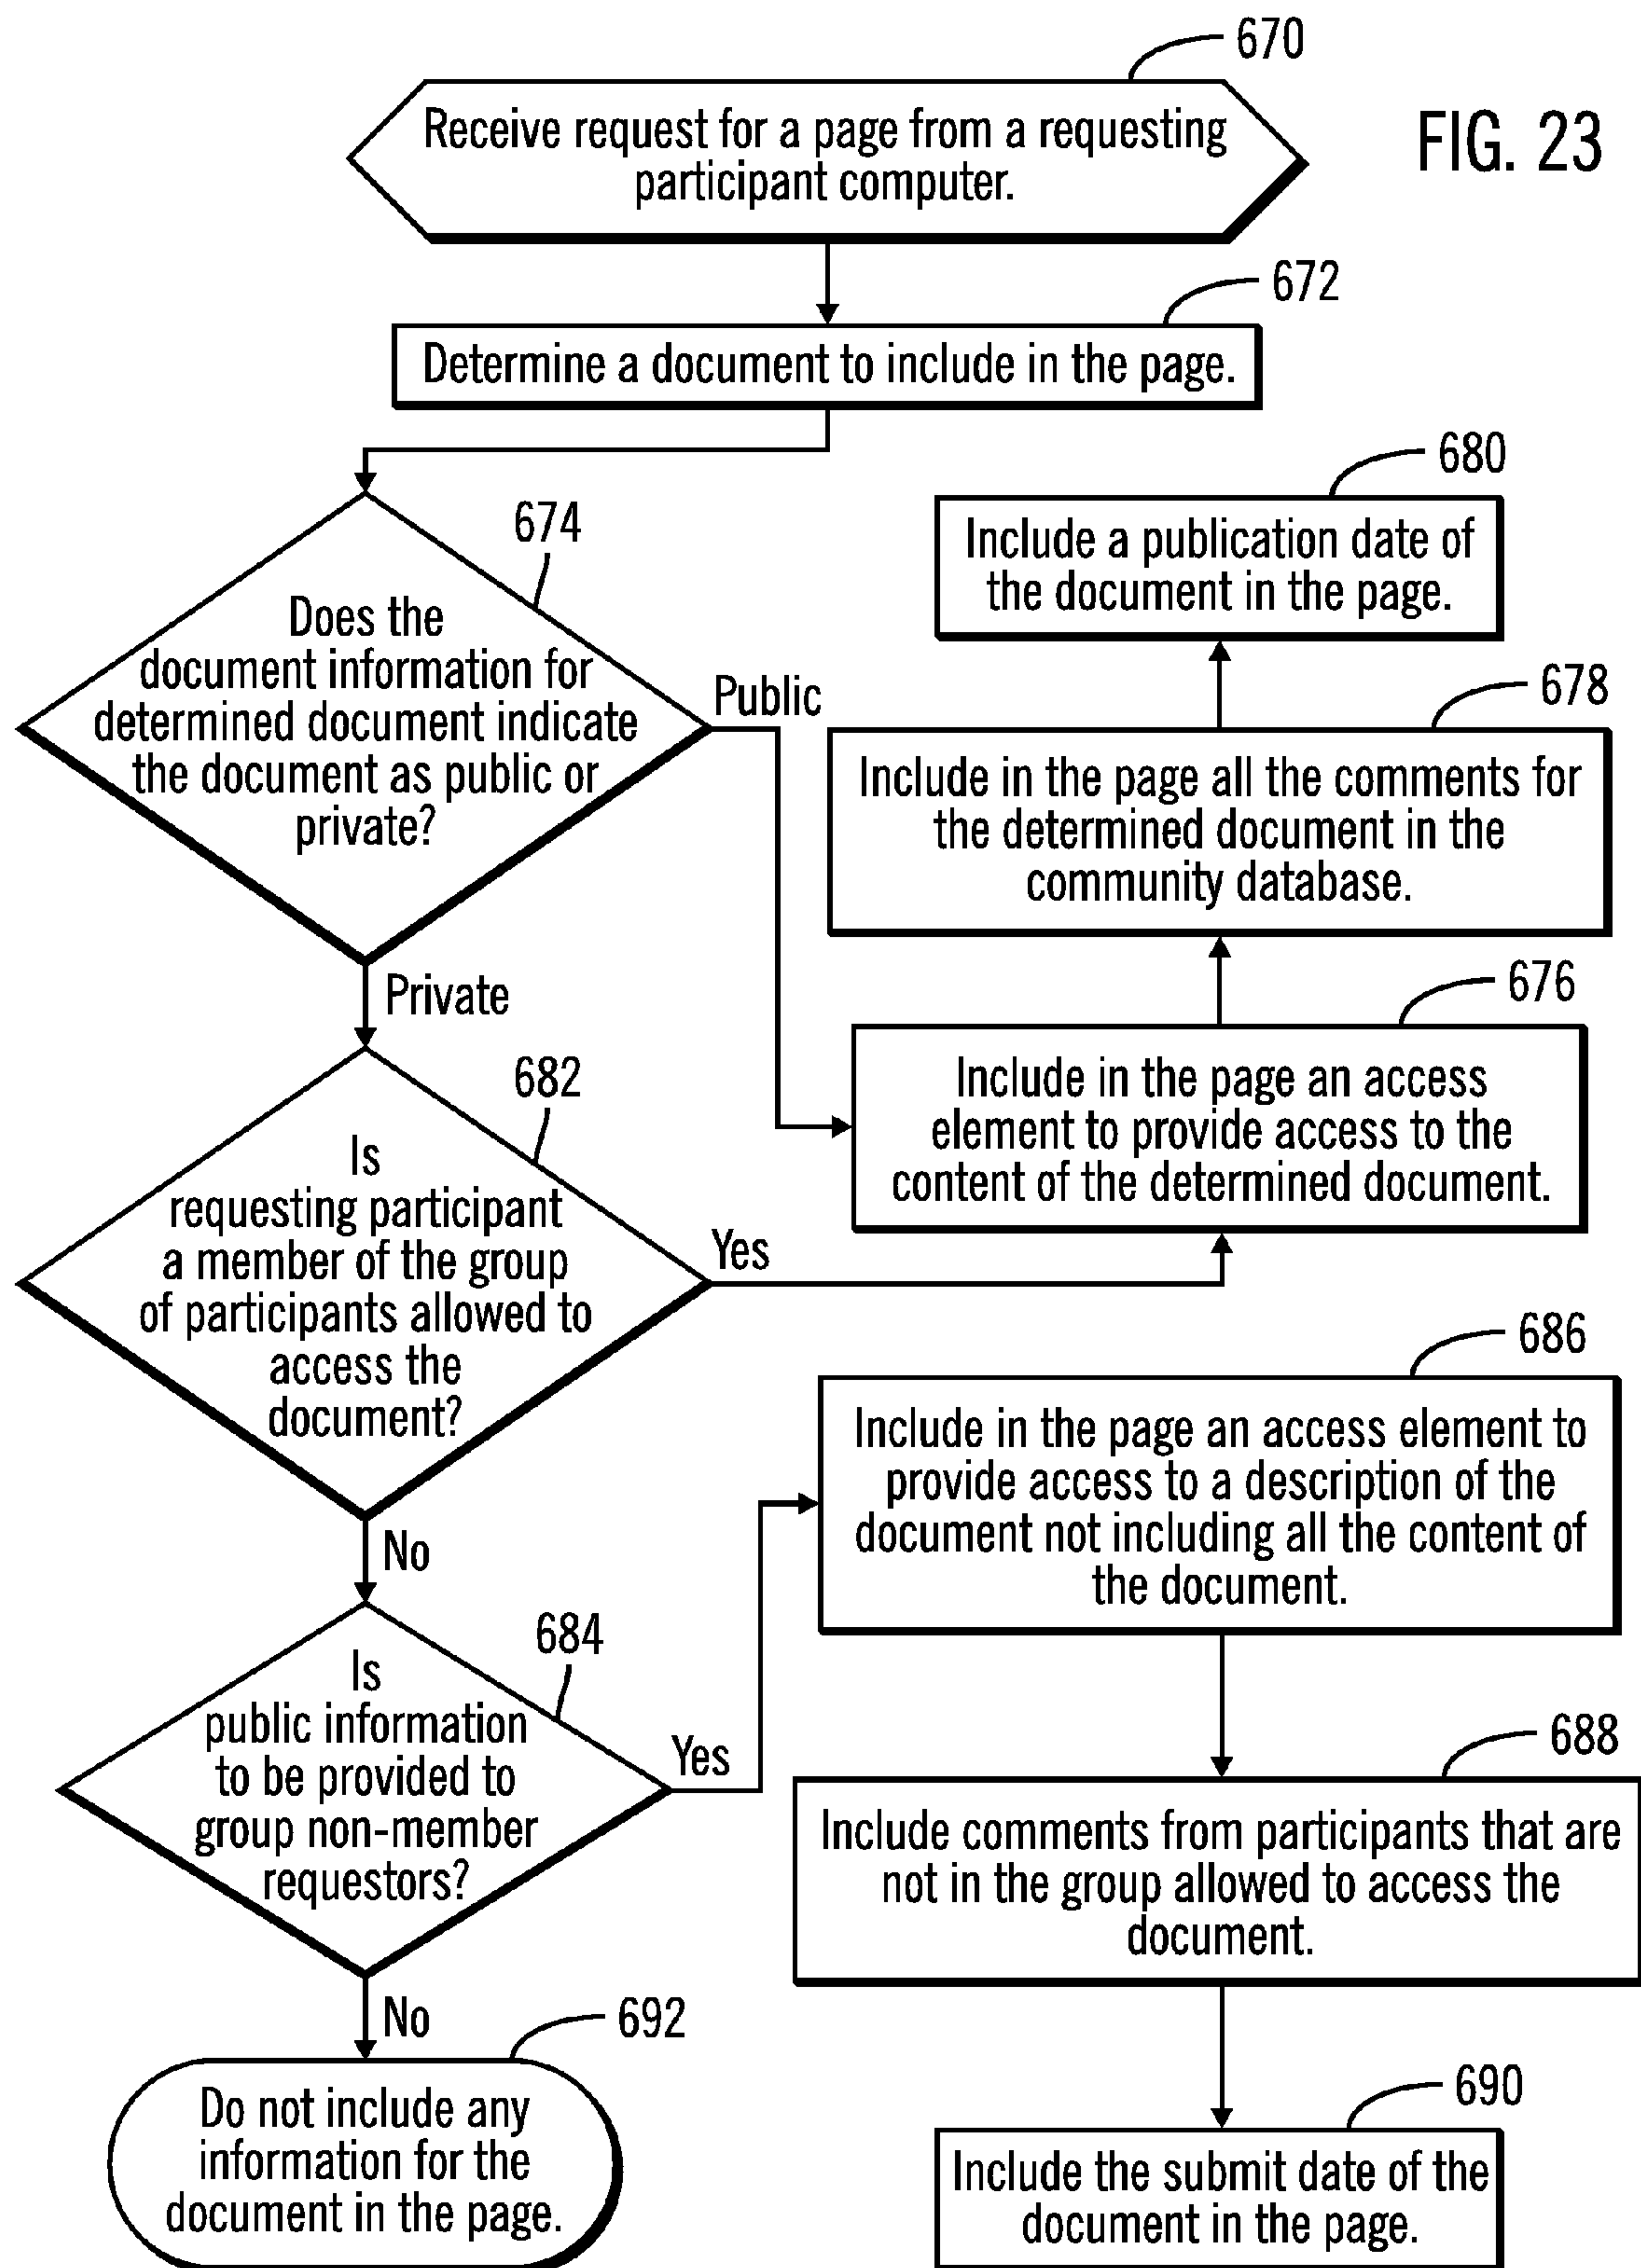 670
Receive request for a page from a requesting
participant computer.
FIG. 23
672
Determine a document to include in the page.
674
Does the
document information for
determined document indicate
the document as public or
private?
Public
Private
680
Include a publication date of
the document in the page.
678
Include in the page all the comments for
the determined document in the
community database.
676
Include in the page an access
element to provide access to the
content of the determined document.
682
Is
requesting participant
a member of the group
of participants allowed to
access the
document?
Yes
No
686
Include in the page an access element to
provide access to a description of the
document not including all the content of
the document.
684
Is
public information
to be provided to
group non-member
requestors?
Yes
No
688
Include comments from participants that are
not in the group allowed to access the
document.
692
Do not include any
information for the
document in the page.
690
Include the submit date of the
document in the page.